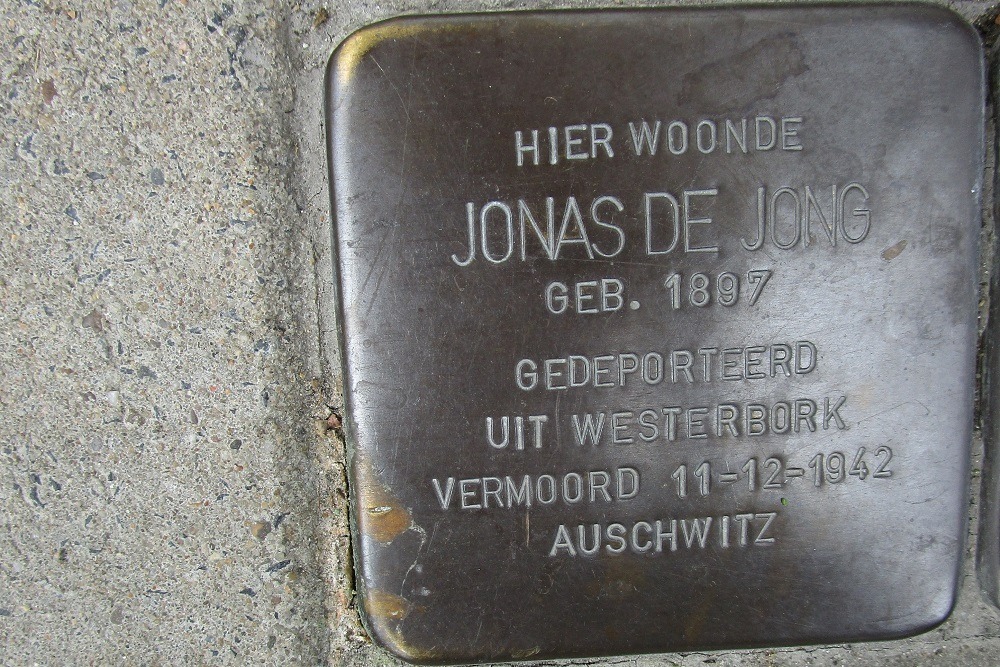 HIER WOONDE
JONAS DE JONG
GEB. 1897
GEDEPORTEERD
UIT WESTERBORK
VERMOORD 11-12-1942
AUSCHWITZ